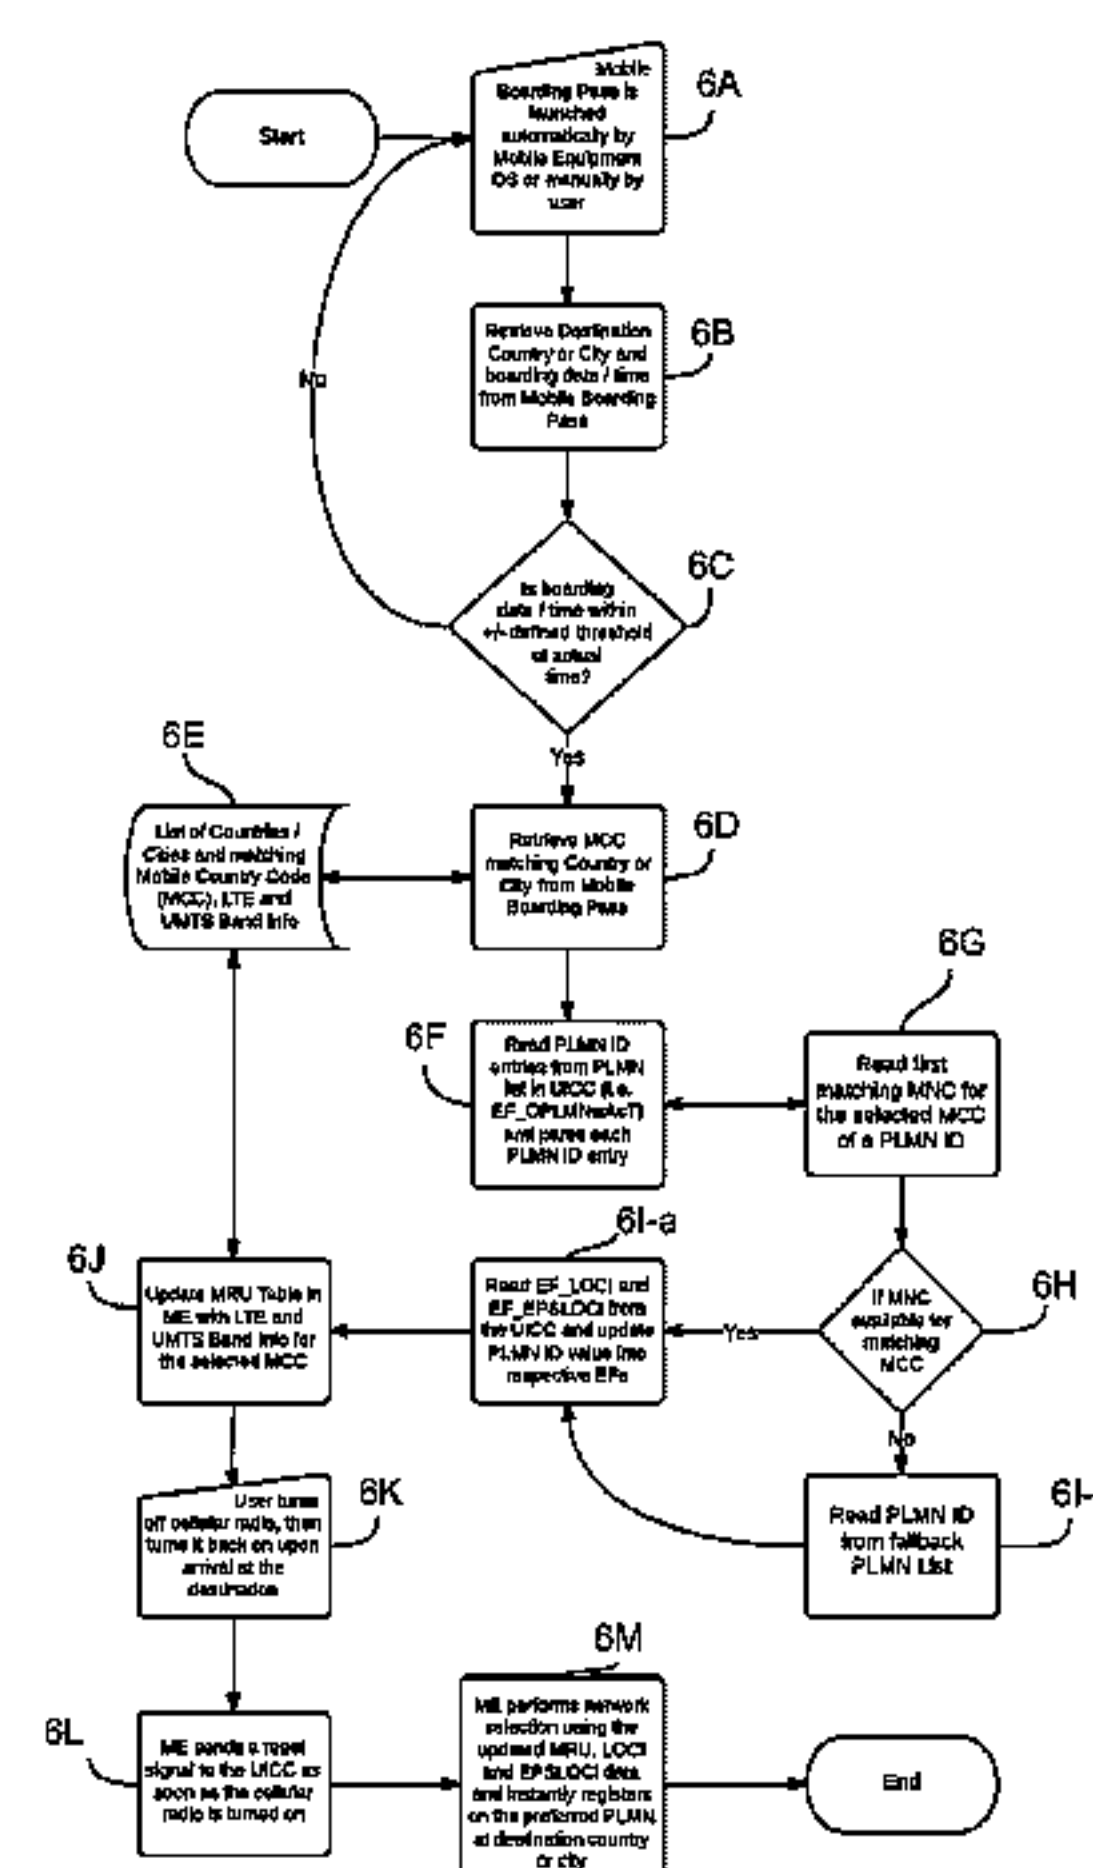 Start
Mobile
Boarding Pass is
launched
automatically by
Mobile Equipment
OS or manually by
user
6A
Retrieve Destination
Country or City and
boarding date / time
from Mobile Boarding
Pass
6B
No
Is boarding
date / time within
+/- defined threshold
of actual
time?
6C
Yes
6E
List of Countries /
Cities and matching
Mobile Country Code
(MCC), LTE and
UMTS Band Info
Retrieve MCC
matching Country or
City from Mobile
Boarding Pass
6D
6F
Read PLMN ID
entries from PLMN
list in UICC (i.e.
EF_OPLMNwAcT)
and parse each
PLMN ID entry
6G
Read first
matching MNC for
the selected MCC
of a PLMN ID
6H
If MNC
available for
matching
MCC
Yes
No
6I-a
Read EF_LOCI and
EF_EPSLOCI from
the UICC and update
PLMN ID value into
respective EFs
6I-
Read PLMN ID
from fallback
PLMN List
6J
Update MRU Table in
ME with LTE and
UMTS Band Info for
the selected MCC
6K
User turns
off cellular radio, then
turns it back on upon
arrival at the
destination
6L
ME sends a reset
signal to the UICC as
soon as the cellular
radio is turned on
6M
ME performs network
selection using the
updated MRU, LOCI
and EPSLOCI data
and instantly registers
on the preferred PLMN
at destination country
or city
End